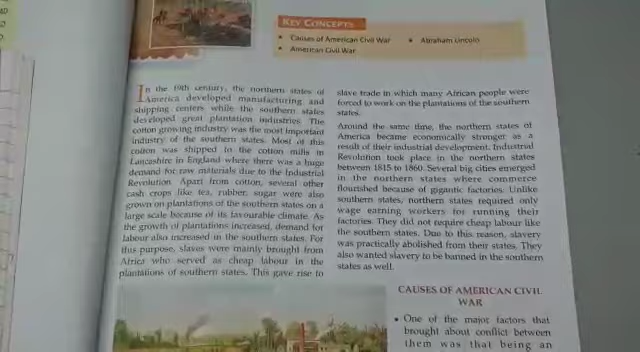 KEY CONCEPTS
• Causes of American Civil War
• Abraham Lincoln
• American Civil War
In the 19th century, the northern states of
America developed manufacturing and
shipping centers while the southern states
developed great plantation industries. The
cotton growing industry was the most important
industry of the southern states. Most of this
cotton was shipped to the cotton mills in
Lancashire in England where there was a huge
demand for raw materials due to the Industrial
Revolution. Apart from cotton, several other
cash crops like tea, rubber, sugar were also
grown on plantations of the southern states on a
large scale because of its favourable climate. As
the growth of plantations increased, demand for
labour also increased in the southern states. For
this purpose, slaves were mainly brought from
Africa who served as cheap labour in the
plantations of southern states. This gave rise to
slave trade in which many African people were
forced to work on the plantations of the southern
states.
Around the same time, the northern states of
America became economically stronger as a
result of their industrial development. Industrial
Revolution took place in the northern states
between 1815 to 1860. Several big cities emerged
in the northern states where commerce
flourished because of gigantic factories. Unlike
southern states, northern states required only
wage earning workers for running their
factories. They did not require cheap labour like
the southern states. Due to this reason, slavery
was practically abolished from their states. They
also wanted slavery to be banned in the southern
states as well.
CAUSES OF AMERICAN CIVIL
WAR
• One of the major factors that
brought about conflict between
them was that being an